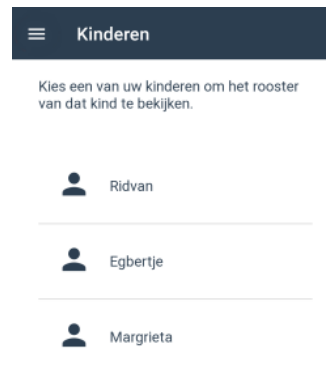 Kinderen
Kies een van uw kinderen om het rooster
van dat kind te bekijken.
Ridvan
Egbertje
Margrieta